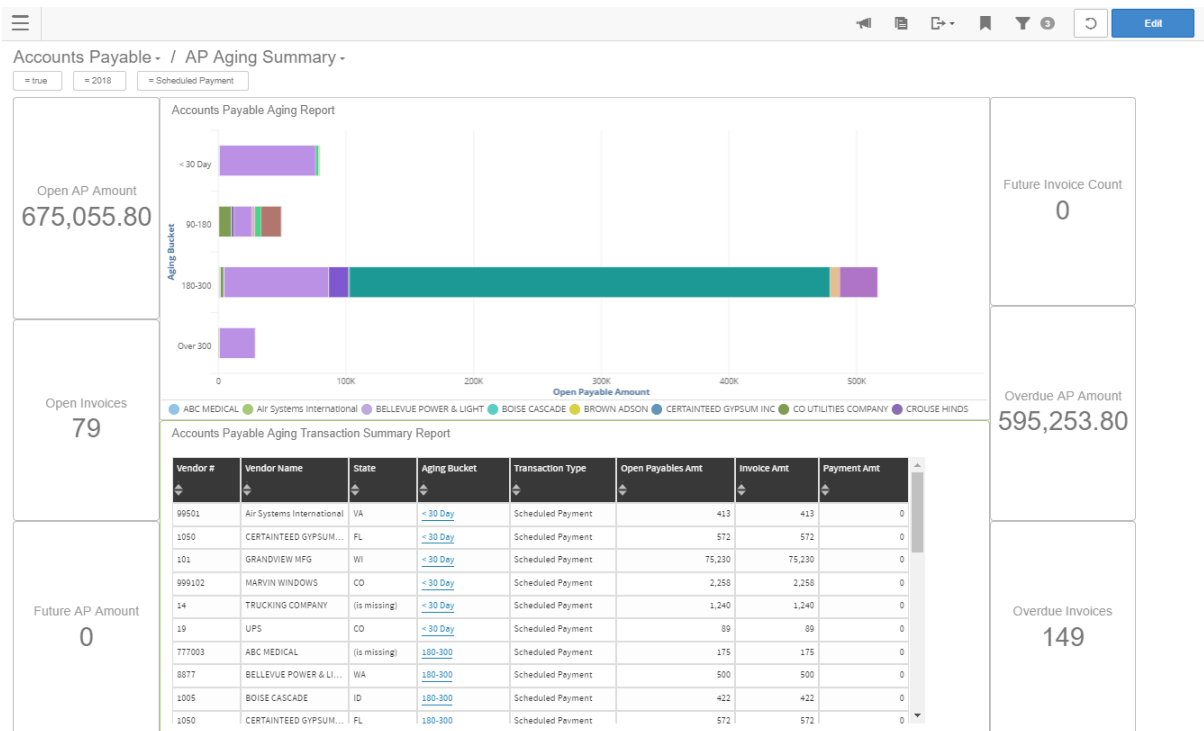 3
Edit
Accounts Payable / AP Aging Summary
= true = 2018 = Scheduled Payment
Open AP Amount
675,055.80
Open Invoices
79
Future AP Amount
0
Accounts Payable Aging Report
Aging Bucket
< 30 Day
90-180
180-300
Over 300
0 100K 200K 300K 400K 500K
Open Payable Amount
ABC MEDICAL Air Systems International BELLEVUE POWER & LIGHT BOISE CASCADE BROWN ADSON CERTAINTEED GYPSUM INC CO UTILITIES COMPANY CROUSE HINDS
Accounts Payable Aging Transaction Summary Report
Vendor # Vendor Name State Aging Bucket Transaction Type Open Payables Amt Invoice Amt Payment Amt
99501 Air Systems International VA < 30 Day Scheduled Payment 413 413 0
1050 CERTAINTEED GYPSUM... FL < 30 Day Scheduled Payment 572 572 0
101 GRANDVIEW MFG WI < 30 Day Scheduled Payment 75,230 75,230 0
999102 MARVIN WINDOWS CO < 30 Day Scheduled Payment 2,258 2,258 0
14 TRUCKING COMPANY (is missing) < 30 Day Scheduled Payment 1,240 1,240 0
19 UPS CO < 30 Day Scheduled Payment 89 89 0
777003 ABC MEDICAL (is missing) 180-300 Scheduled Payment 175 175 0
8877 BELLEVUE POWER & LI... WA 180-300 Scheduled Payment 500 500 0
1005 BOISE CASCADE ID 180-300 Scheduled Payment 422 422 0
1050 CERTAINTEED GYPSUM... FL 180-300 Scheduled Payment 572 572 0
Future Invoice Count
0
Overdue AP Amount
595,253.80
Overdue Invoices
149